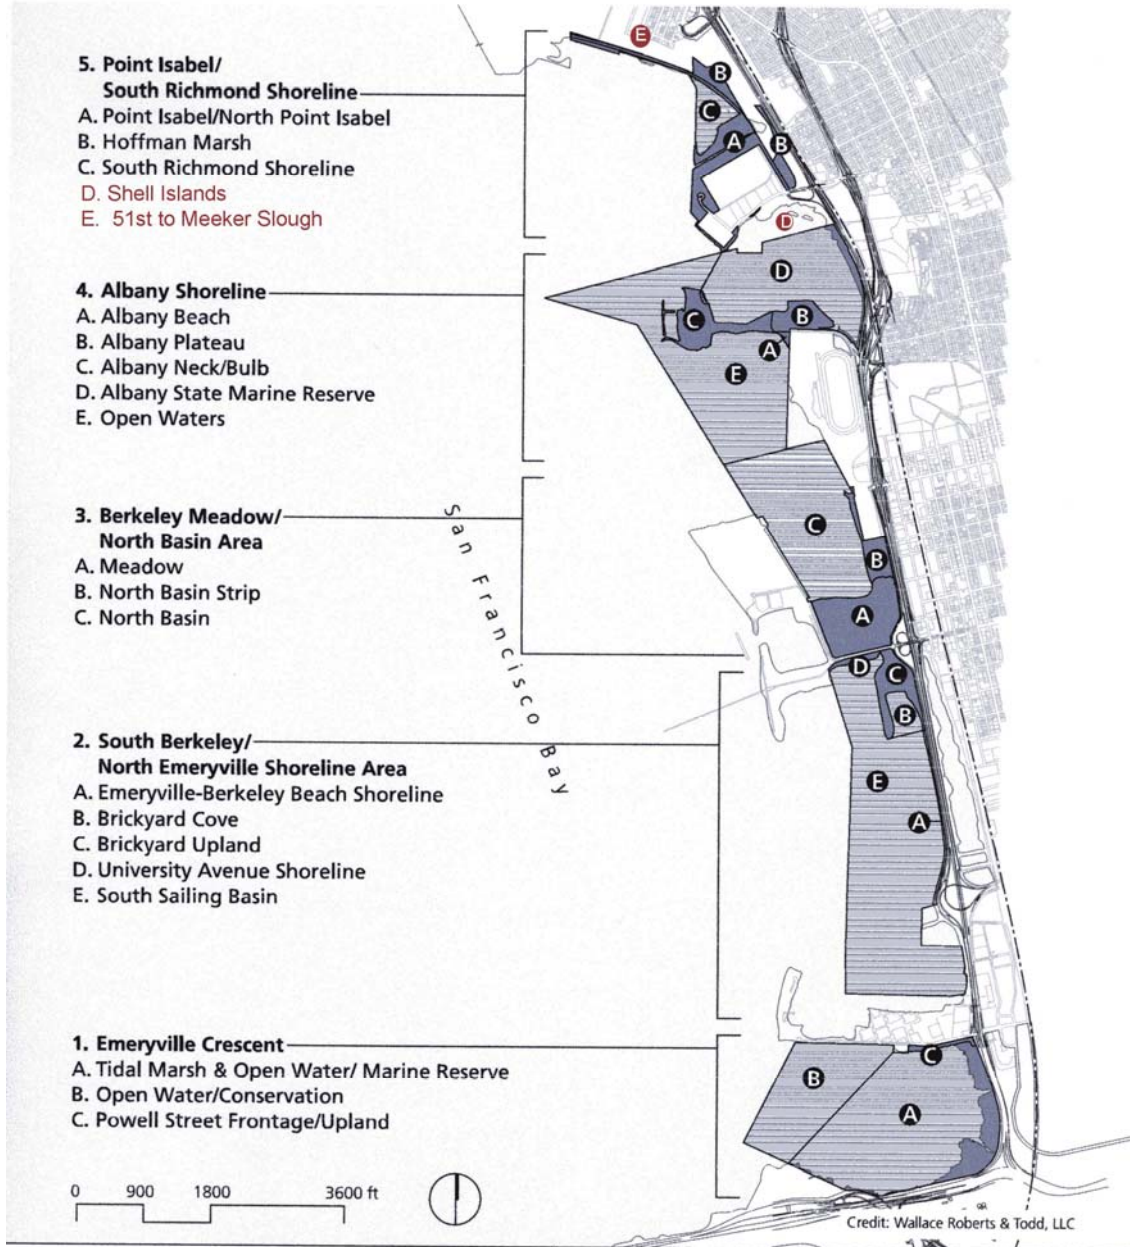 5. Point Isabel/
South Richmond Shoreline
A. Point Isabel/North Point Isabel
B. Hoffman Marsh
C. South Richmond Shoreline
D. Shell Islands
E. 51st to Meeker Slough
4. Albany Shoreline
A. Albany Beach
B. Albany Plateau
C. Albany Neck/Bulb
D. Albany State Marine Reserve
E. Open Waters
3. Berkeley Meadow/
North Basin Area
A. Meadow
B. North Basin Strip
C. North Basin
2. South Berkeley/
North Emeryville Shoreline Area
A. Emeryville-Berkeley Beach Shoreline
B. Brickyard Cove
C. Brickyard Upland
D. University Avenue Shoreline
E. South Sailing Basin
1. Emeryville Crescent
A. Tidal Marsh & Open Water/ Marine Reserve
B. Open Water/Conservation
C. Powell Street Frontage/Upland
0 900 1800 3600 ft
San Francisco Bay
E
B
C
A
B
D
D
C
B
A
E
C
B
A
D
C
B
E
A
C
B
A
Credit: Wallace Roberts & Todd, LLC